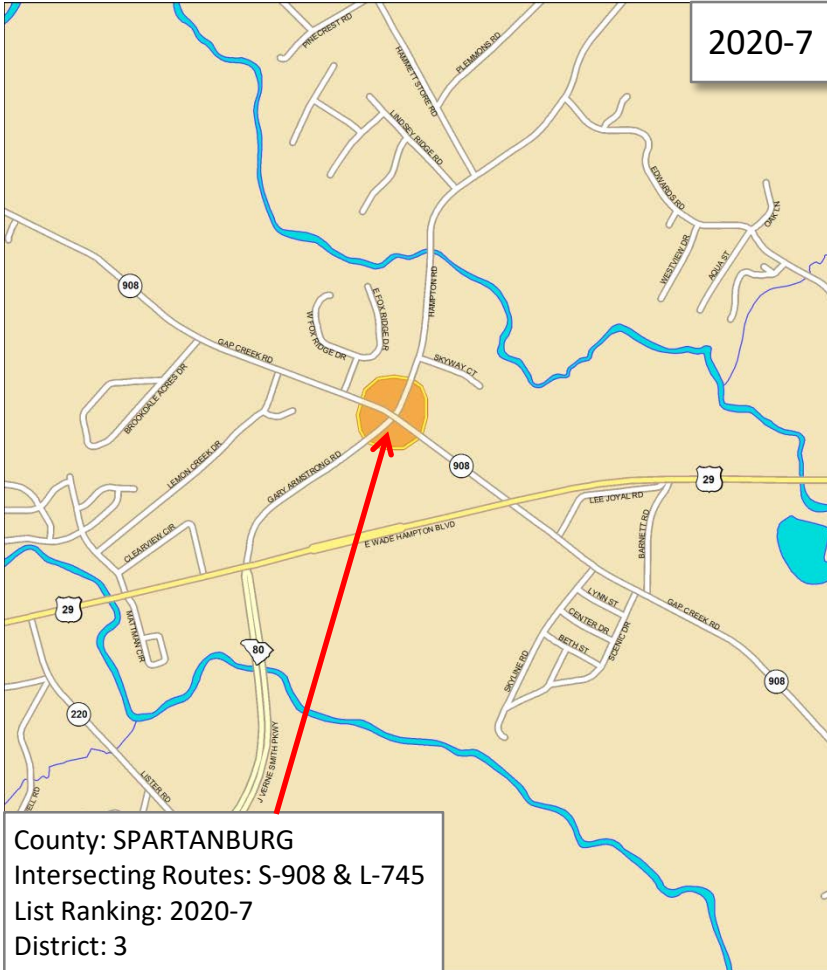 2020-7
PINECREST RD
HAMMETT STORE RD
PLEMMONS RD
LINDSEY RIDGE RD
EDWARDS RD
OAK LN
WESTVIEW DR
AQUA ST
HAMPTON RD
908
E FOX RIDGE DR
W FOX RIDGE DR
GAP CREEK RD
SKYWAY CT
BROOKDALE ACRES DR
LEMON CREEK DR
GARY ARMSTRONG RD
908
29
LEE JOYAL RD
BARNETT RD
CLEARVIEW CIR
E WADE HAMPTON BLVD
29
MATTMAN CIR
LYNN ST
CENTER DR
BETH ST
SCENIC DR
SKYLINE RD
GAP CREEK RD
80
908
220
J VERNE SMITH PKWY
LISTER RD
ELL RD
County: SPARTANBURG
Intersecting Routes: S-908 & L-745
List Ranking: 2020-7
District: 3